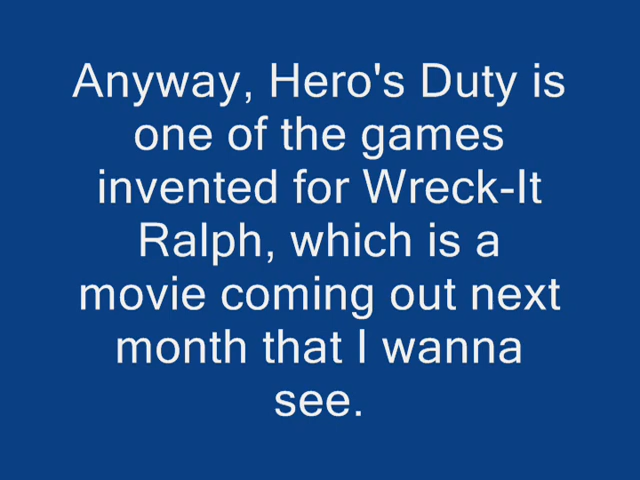 Anyway, Hero's Duty is
one of the games
invented for Wreck-It
Ralph, which is a
movie coming out next
month that I wanna
see.